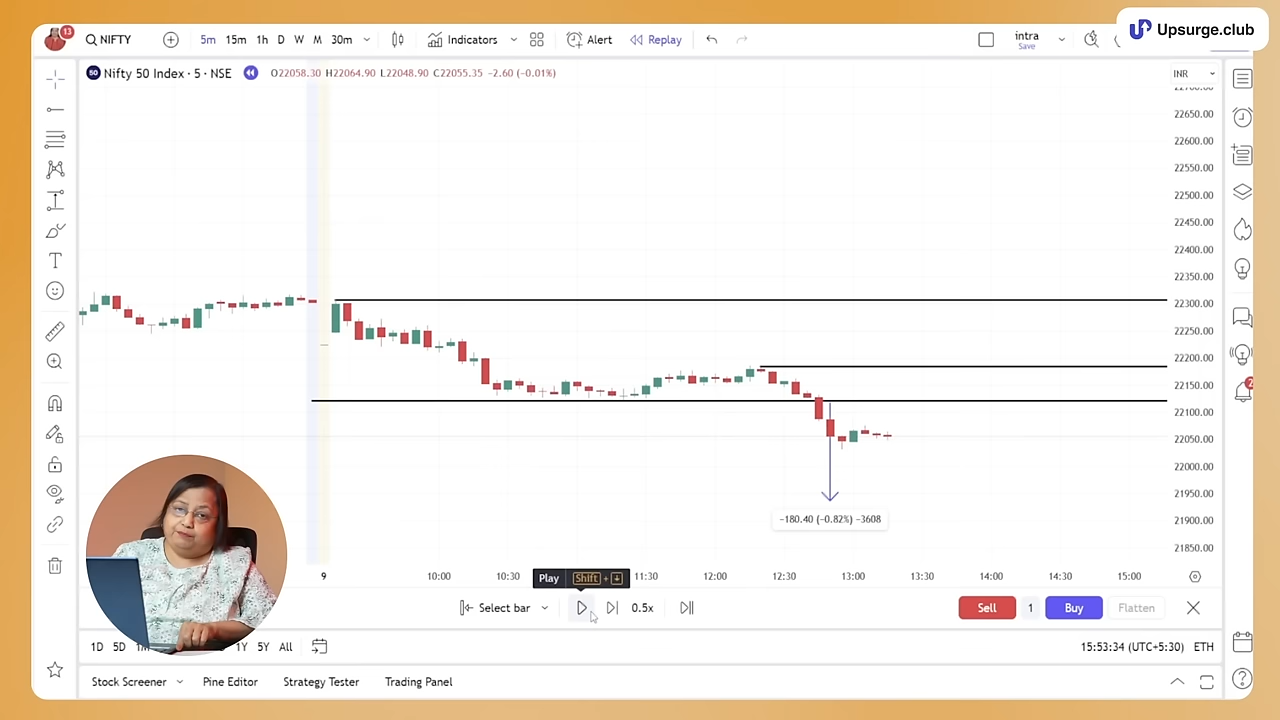 Upsurge.club
13
NIFTY
5m 15m 1h D W M 30m
Indicators
Alert
Replay
intra
Save
50 Nifty 50 Index · 5 · NSE
O22058.30 H22064.90 L22048.90 C22055.35 −2.60 (−0.01%)
INR
22700.00
22650.00
22600.00
22550.00
22500.00
22450.00
22400.00
22350.00
22300.00
22250.00
22200.00
22150.00
22100.00
22050.00
22000.00
21950.00
21900.00
21850.00
2
−180.40 (−0.82%) −3608
9 10:00 10:30 11:30 12:00 12:30 13:00 13:30 14:00 14:30 15:00
Play Shift + ↓
Select bar
0.5x
Sell 1 Buy Flatten
1D 5D 1M 1Y 5Y All
15:53:34 (UTC+5:30) ETH
Stock Screener Pine Editor Strategy Tester Trading Panel